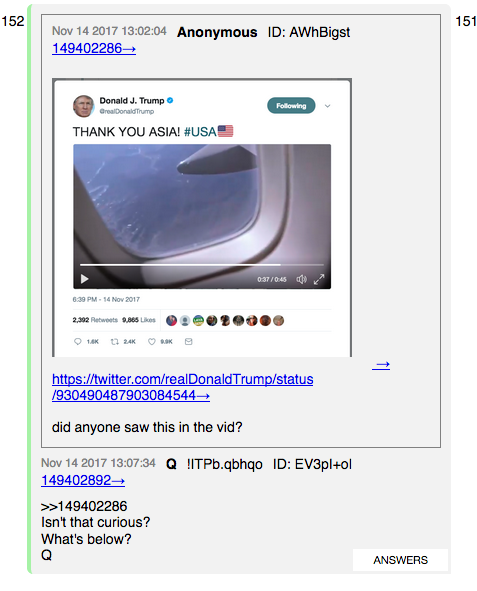 152
151
Nov 14 2017 13:02:04 Anonymous ID: AWhBigst
149402286→
Donald J. Trump
@realDonaldTrump
Following
THANK YOU ASIA! #USA🇺🇸
0:37 / 0:45
6:39 PM - 14 Nov 2017
2,392 Retweets 9,865 Likes
1.6K 2.4K 9.9K
→
https://twitter.com/realDonaldTrump/status
/930490487903084544→
did anyone saw this in the vid?
Nov 14 2017 13:07:34 Q !ITPb.qbhqo ID: EV3pI+oI
149402892→
>>149402286
Isn't that curious?
What's below?
Q
ANSWERS